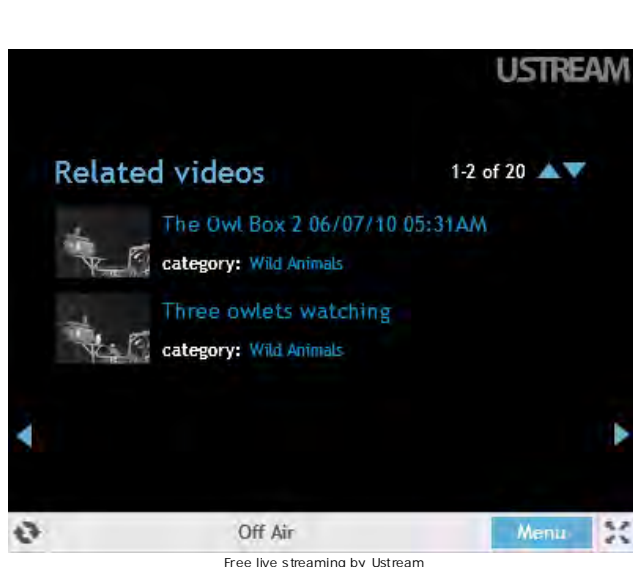 USTREAM
Related videos
1-2 of 20
The Owl Box 2 06/07/10 05:31AM
category: Wild Animals
Three owlets watching
category: Wild Animals
Off Air
Menu
Free live streaming by Ustream